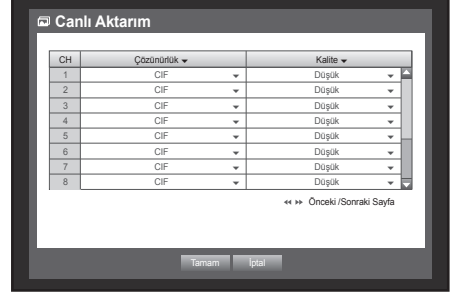 Canlı Aktarım
CH Çözünürlük Kalite
1 CIF Düşük
2 CIF Düşük
3 CIF Düşük
4 CIF Düşük
5 CIF Düşük
6 CIF Düşük
7 CIF Düşük
8 CIF Düşük
Önceki /Sonraki Sayfa
Tamam İptal